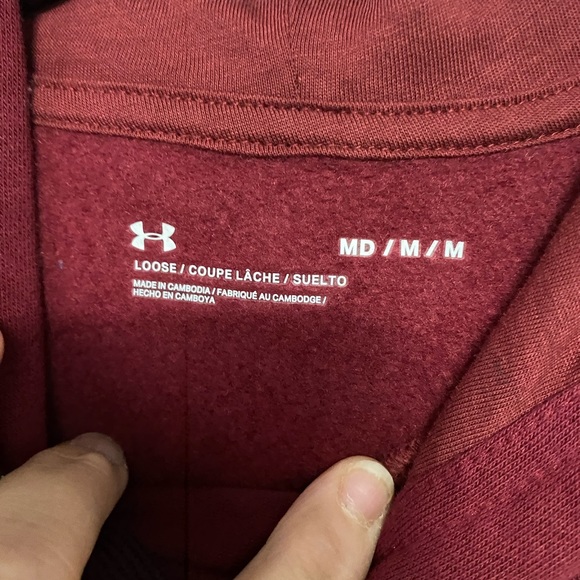 MD / M / M
LOOSE / COUPE LÂCHE / SUELTO
MADE IN CAMBODIA / FABRIQUÉ AU CAMBODGE /
HECHO EN CAMBOYA